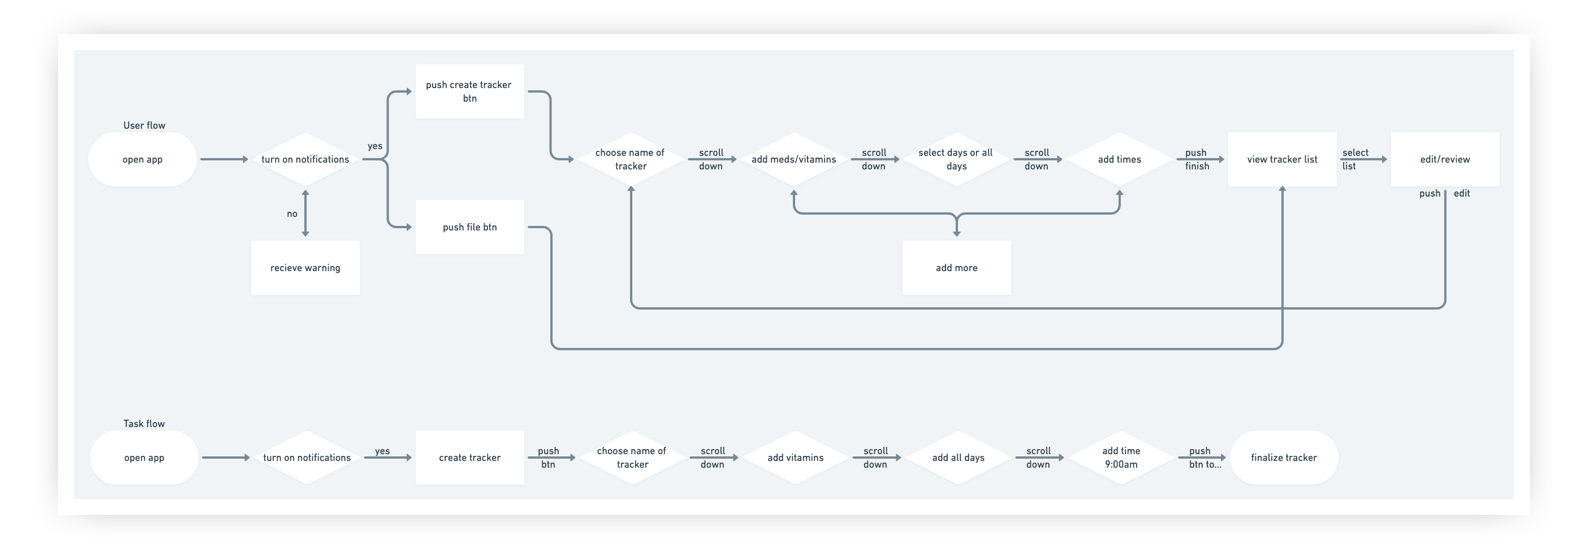 push create tracker
btn
User flow
open app
turn on notifications
yes
choose name of
tracker
scroll
down
add meds/vitamins
scroll
down
select days or all
days
scroll
down
add times
push
finish
view tracker list
select
list
edit/review
push edit
no
push file btn
recieve warning
add more
Task flow
open app
turn on notifications
yes
create tracker
push
btn
choose name of
tracker
scroll
down
add vitamins
scroll
down
add all days
scroll
down
add time
9:00am
push
btn to...
finalize tracker